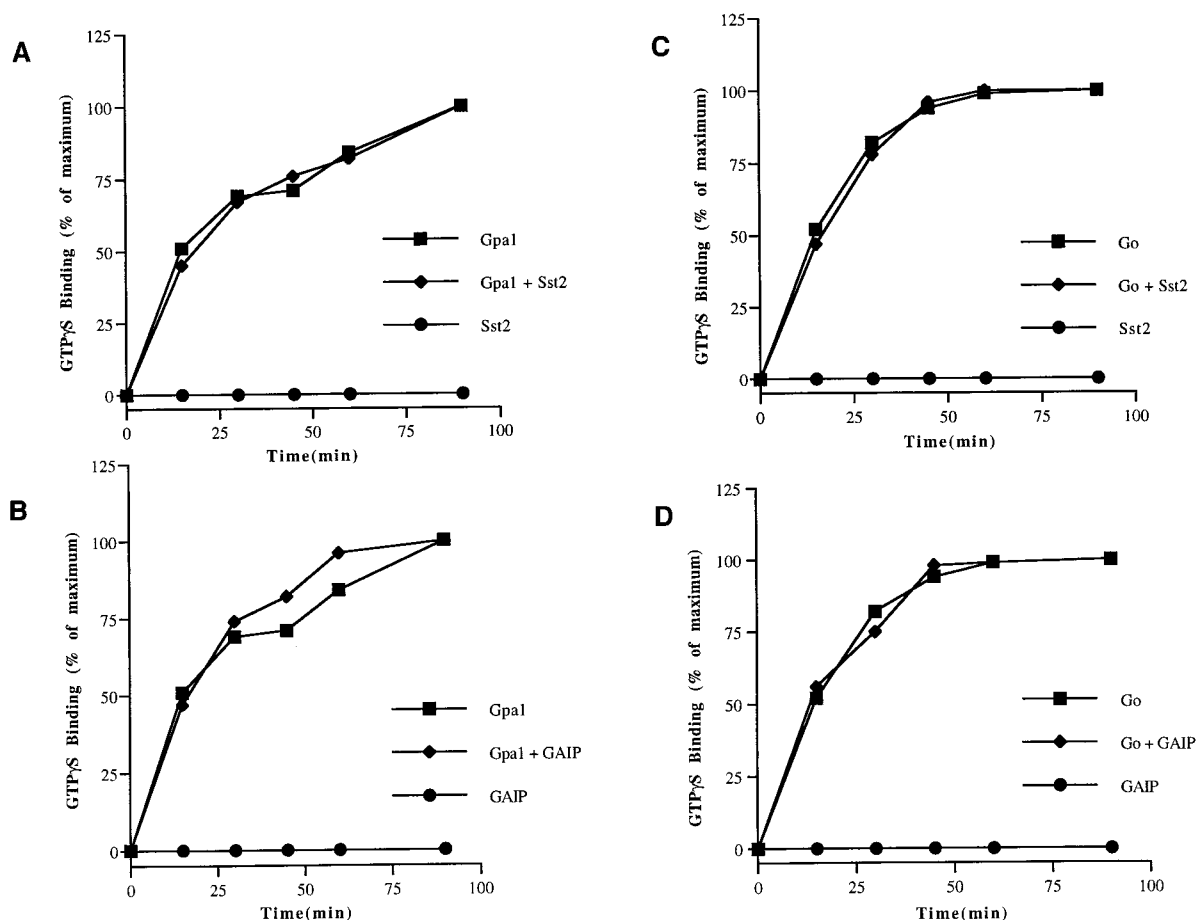 A
125
100
75
50
25
0
GTPγS Binding (% of maximum)
Gpa1
Gpa1 + Sst2
Sst2
0
25
50
75
100
Time(min)
B
125
100
75
50
25
0
GTPγS Binding (% of maximum)
Gpa1
Gpa1 + GAIP
GAIP
0
25
50
75
100
Time(min)
C
125
100
75
50
25
0
GTPγS Binding (% of maximum)
Go
Go + Sst2
Sst2
0
25
50
75
100
Time(min)
D
125
100
75
50
25
0
GTPγS Binding (% of maximum)
Go
Go + GAIP
GAIP
0
25
50
75
100
Time(min)